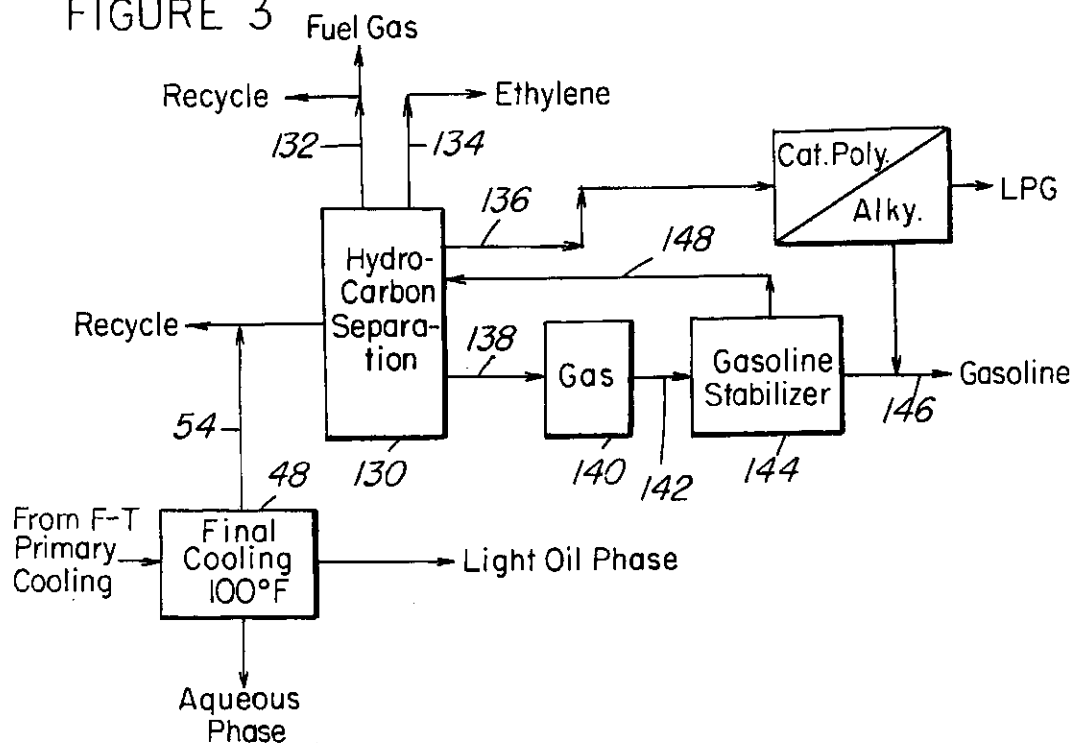 FIGURE 3
Fuel Gas
Recycle
Ethylene
132
134
Cat. Poly.
Alky.
LPG
136
148
Hydro-
Carbon
Separa-
tion
Recycle
138
Gas
Gasoline
Stabilizer
Gasoline
146
54
130
140
142
144
48
From F-T
Primary
Cooling
Final
Cooling
100°F
Light Oil Phase
Aqueous
Phase